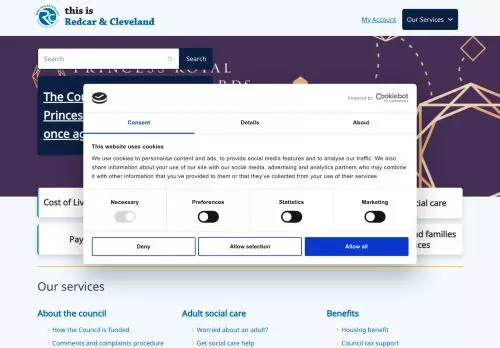 this is
Redcar & Cleveland
My Account
Our Services
Search
Search
PRINCESS ROYAL
The Cou
Princes
once ag
Powered by Cookiebot
Consent
Details
About
This website uses cookies
We use cookies to personalise content and ads, to provide social media features and to analyse our traffic. We also
share information about your use of our site with our social media, advertising and analytics partners who may combine
it with other information that you've provided to them or that they've collected from your use of their services.
Necessary
Preferences
Statistics
Marketing
Deny
Allow selection
Allow all
Cost of Liv
cial care
Pay
nd families
ices
Our services
About the council
Adult social care
Benefits
How the Council is funded
Worried about an adult?
Housing benefit
Comments and complaints procedure
Get social care help
Council tax support